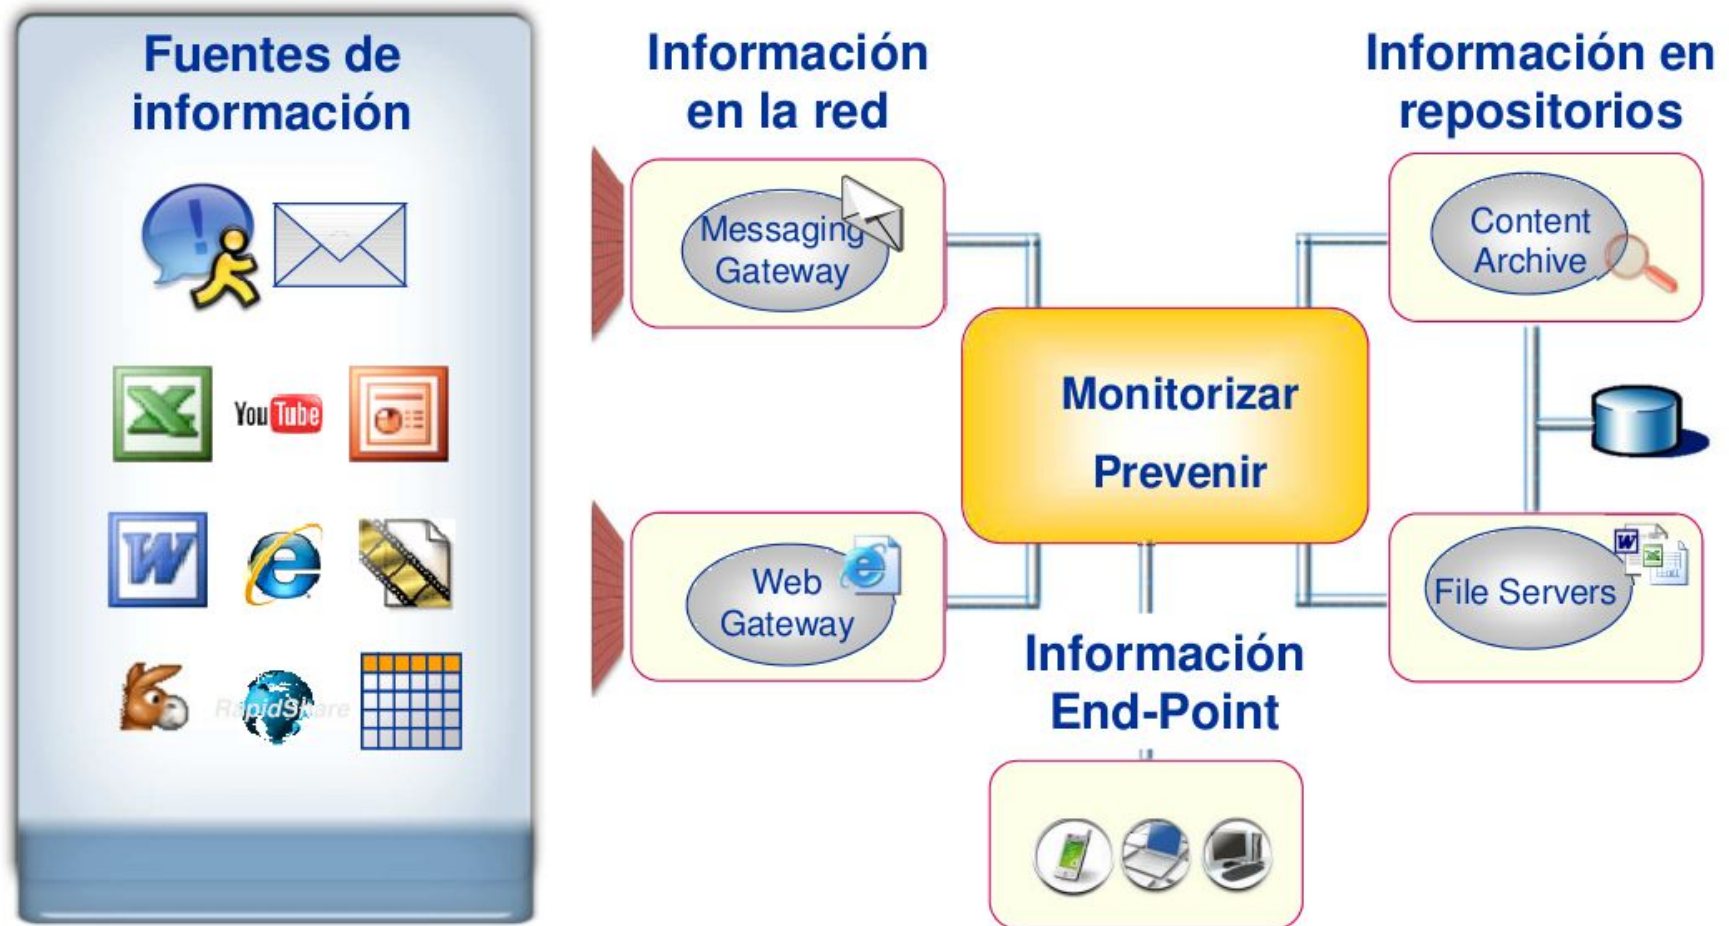 Fuentes de
información
You Tube
RapidShare
Información
en la red
Messaging
Gateway
Web
Gateway
Monitorizar
Prevenir
Información
End-Point
Información en
repositorios
Content
Archive
File Servers